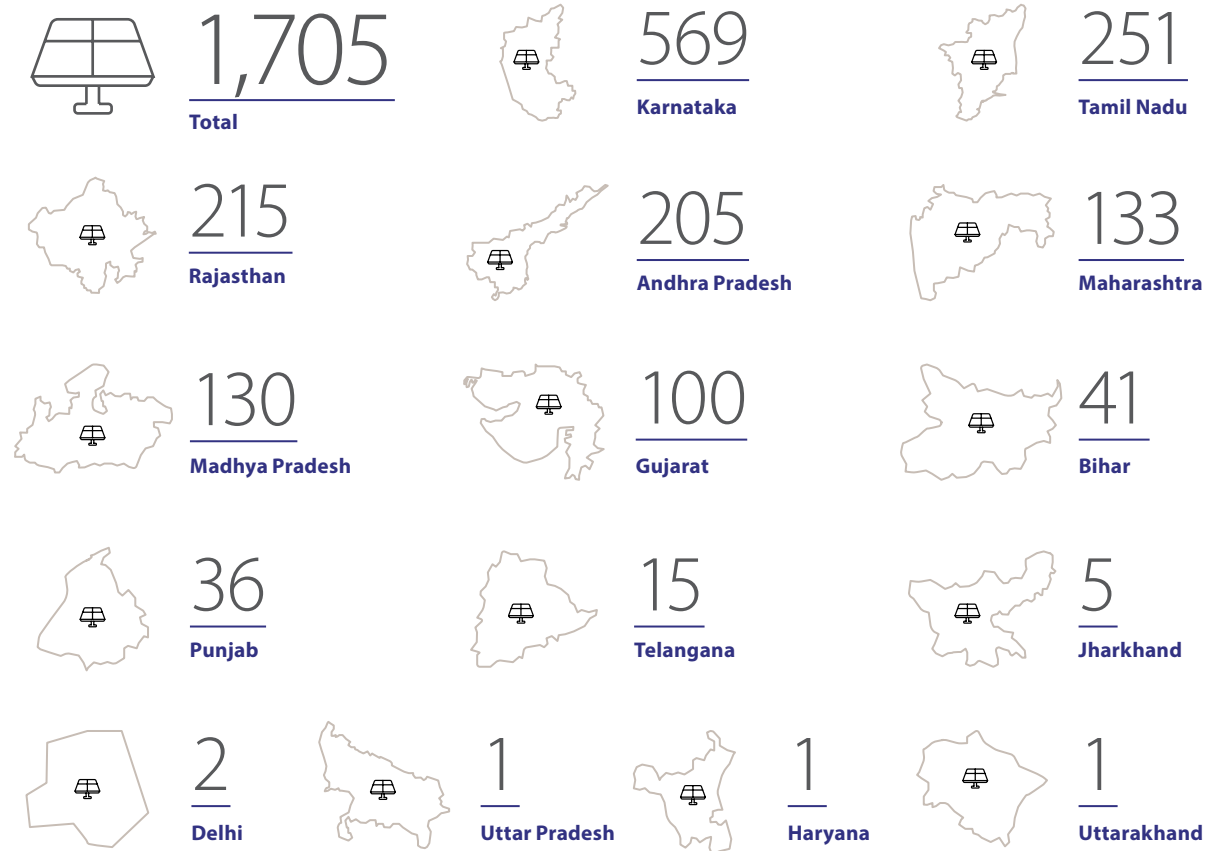 1,705
Total
569
Karnataka
251
Tamil Nadu
215
Rajasthan
205
Andhra Pradesh
133
Maharashtra
130
Madhya Pradesh
100
Gujarat
41
Bihar
36
Punjab
15
Telangana
5
Jharkhand
2
Delhi
1
Uttar Pradesh
1
Haryana
1
Uttarakhand